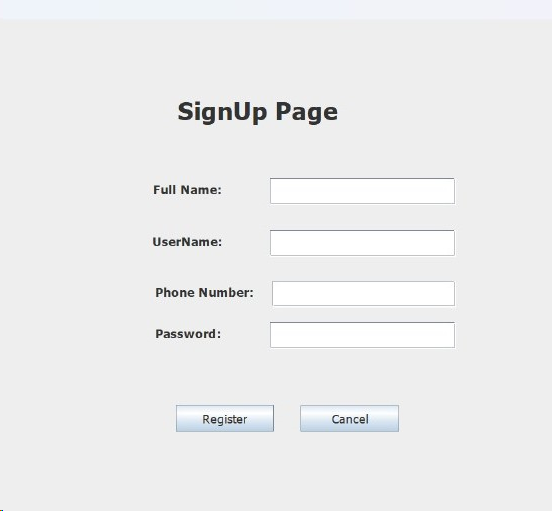 SignUp Page
Full Name:
UserName:
Phone Number:
Password:
Register Cancel